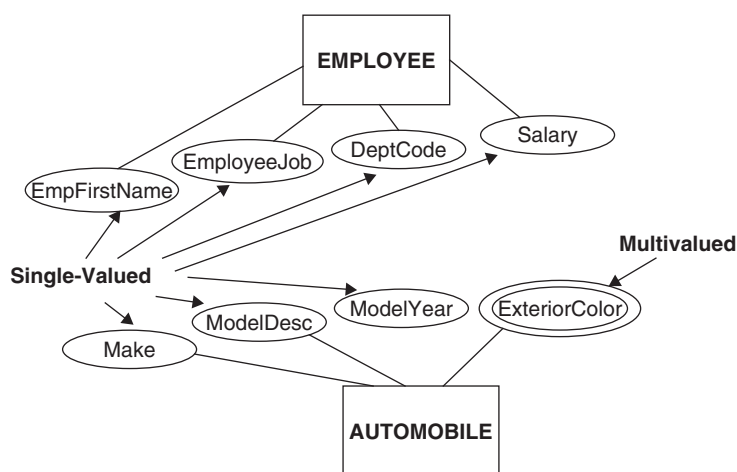 EMPLOYEE
Salary
DeptCode
EmployeeJob
EmpFirstName
Multivalued
Single-Valued
ModelYear
ExteriorColor
ModelDesc
Make
AUTOMOBILE